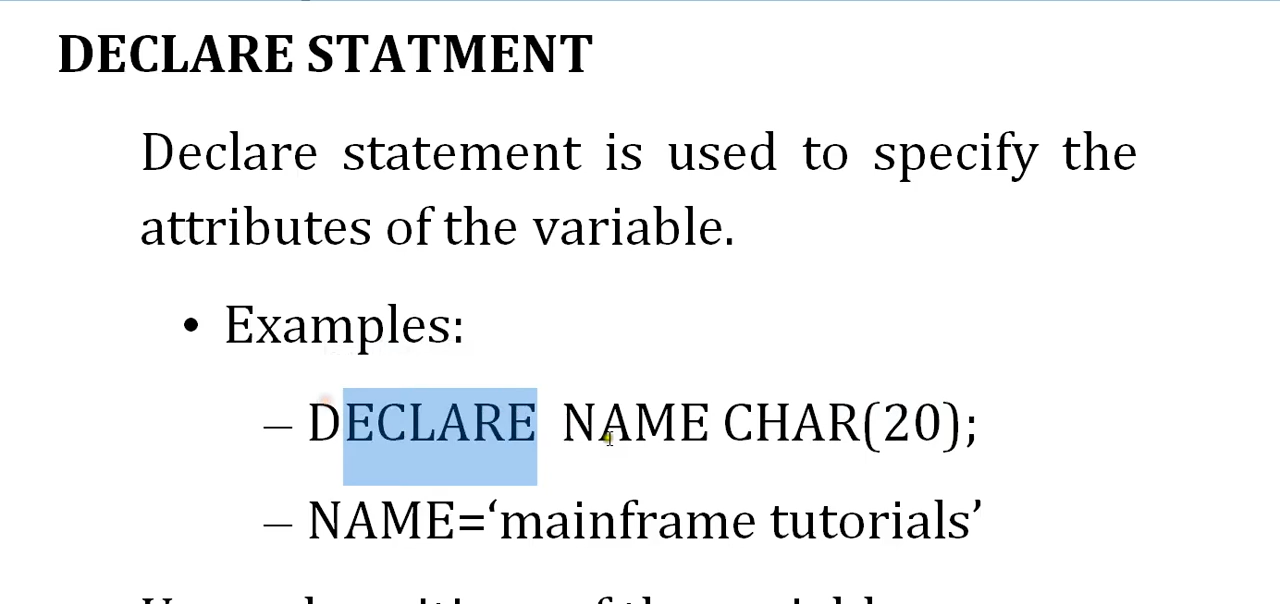 DECLARE STATMENT
Declare statement is used to specify the
attributes of the variable.
• Examples:
– DECLARE NAME CHAR(20);
– NAME=‘mainframe tutorials’